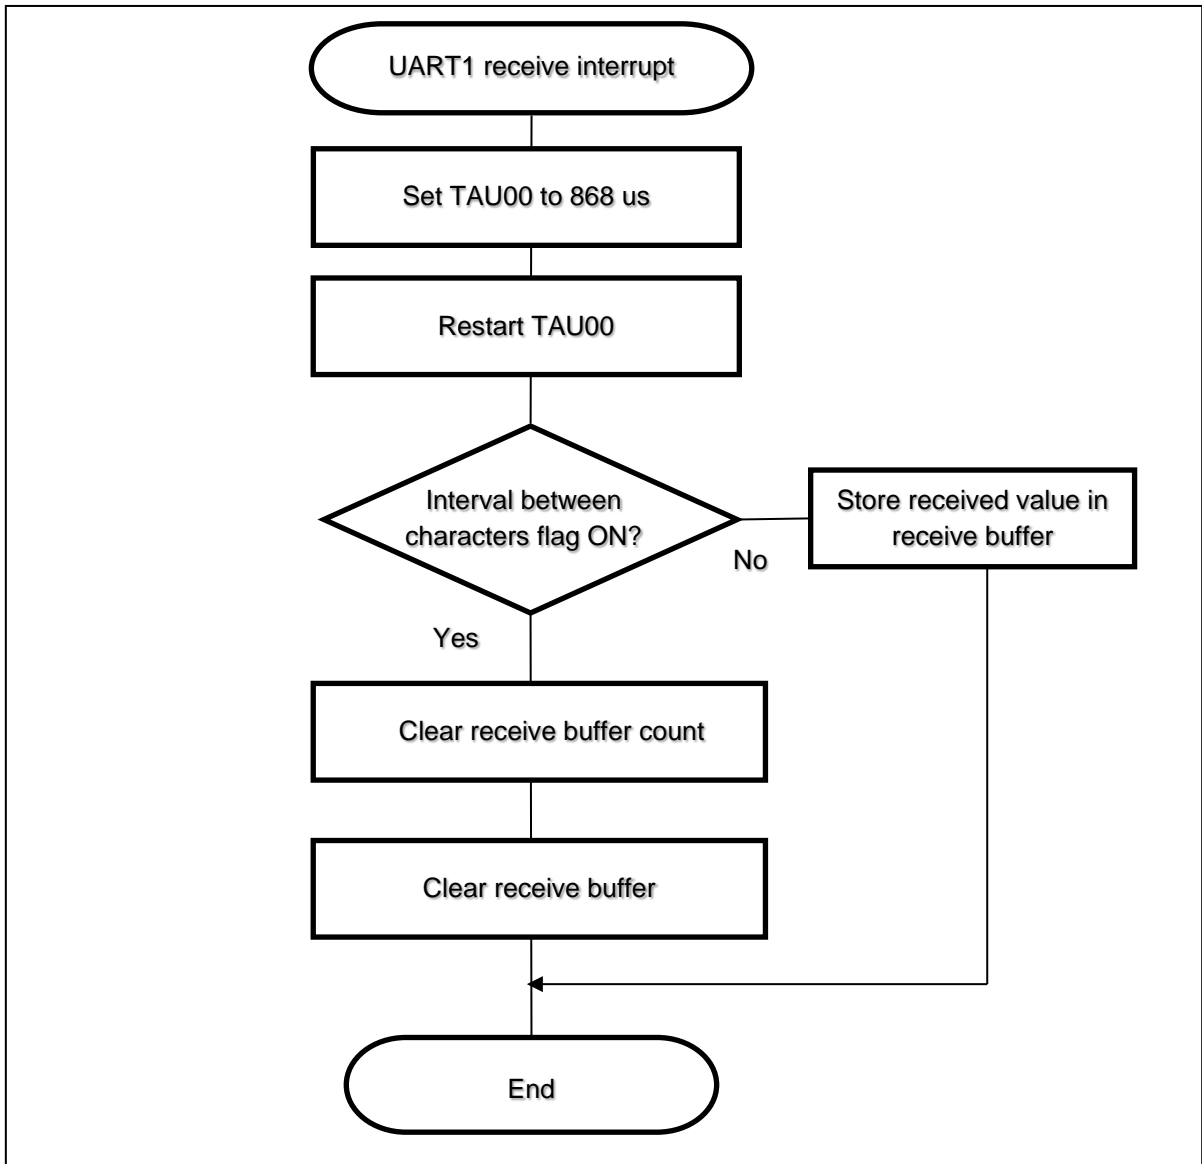 UART1 receive interrupt
Set TAU00 to 868 us
Restart TAU00
Interval between
characters flag ON?
No
Store received value in
receive buffer
Yes
Clear receive buffer count
Clear receive buffer
End